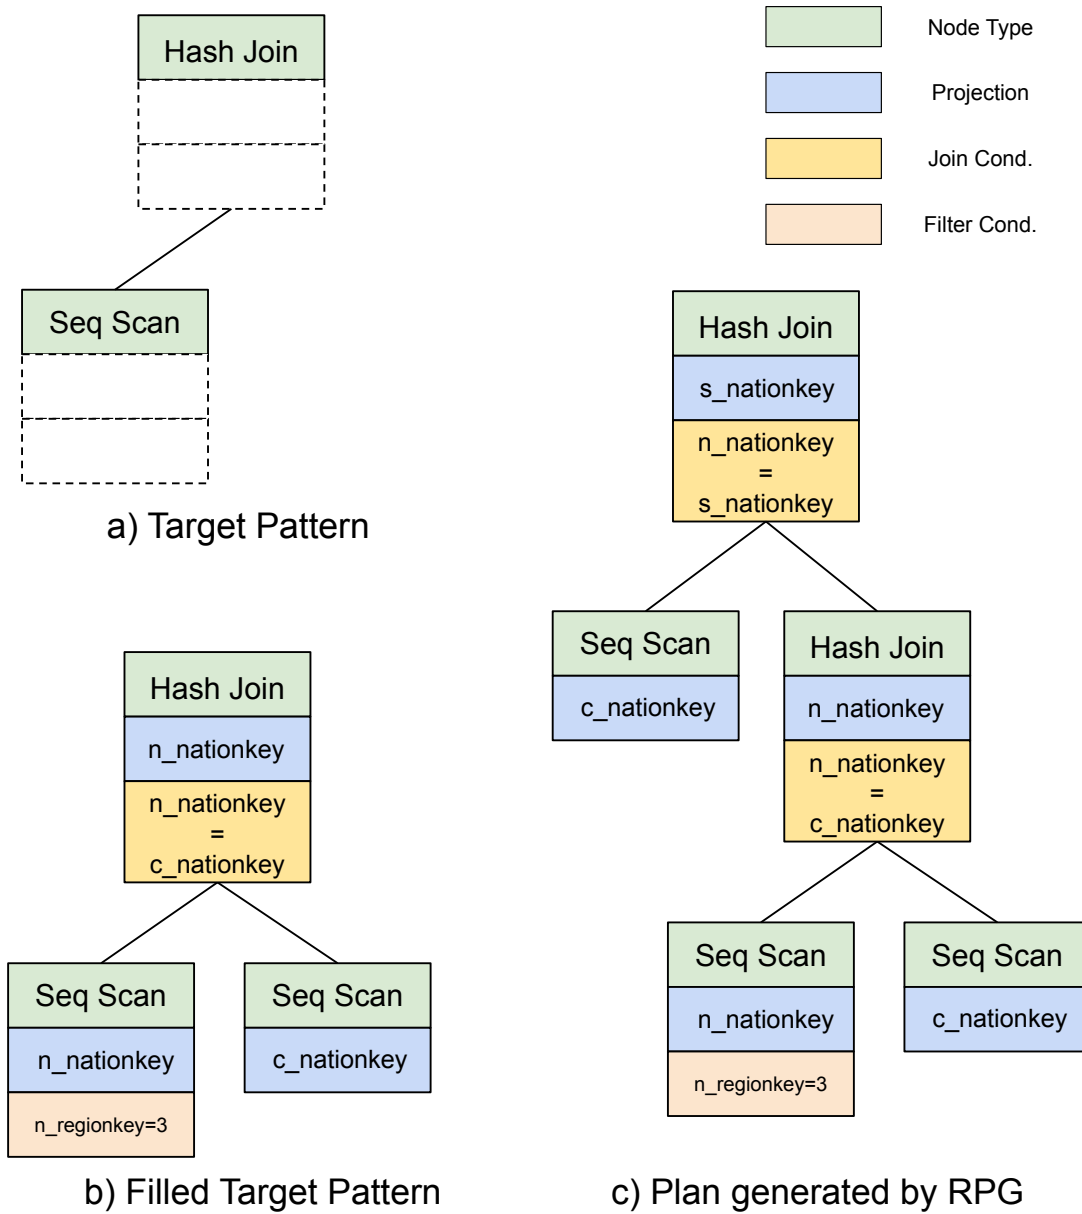 Hash Join
Seq Scan
a) Target Pattern
Node Type
Projection
Join Cond.
Filter Cond.
Hash Join
n_nationkey
n_nationkey
=
c_nationkey
Seq Scan
n_nationkey
n_regionkey=3
Seq Scan
c_nationkey
b) Filled Target Pattern
Hash Join
s_nationkey
n_nationkey
=
s_nationkey
Seq Scan
c_nationkey
Hash Join
n_nationkey
n_nationkey
=
c_nationkey
Seq Scan
n_nationkey
n_regionkey=3
Seq Scan
c_nationkey
c) Plan generated by RPG